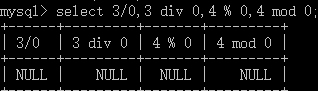 mysql> select 3/0,3 div 0,4 % 0,4 mod 0;
+------+---------+-------+---------+
| 3/0  | 3 div 0 | 4 % 0 | 4 mod 0 |
+------+---------+-------+---------+
| NULL |    NULL |  NULL |    NULL |
+------+---------+-------+---------+